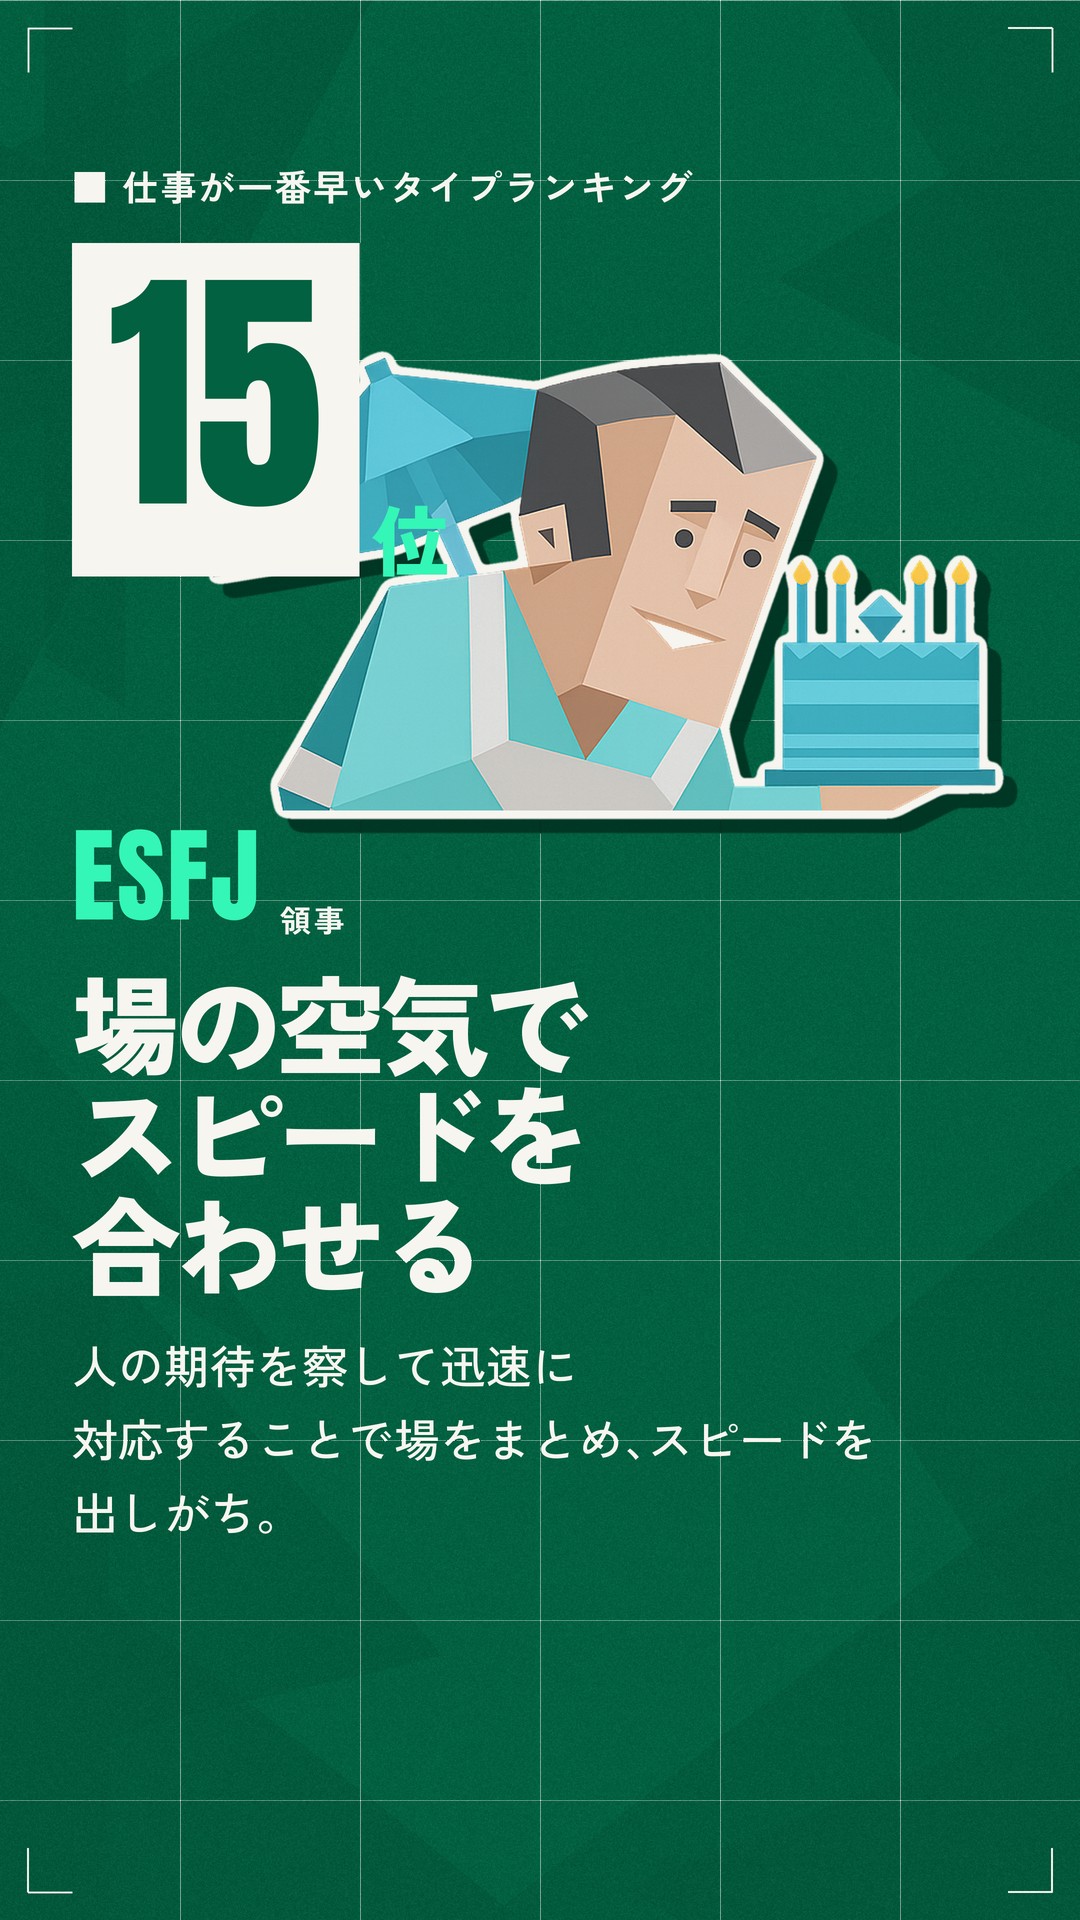 ■ 仕事が一番早いタイプランキング
15位
ESFJ 領事
場の空気で
スピードを
合わせる
人の期待を察して迅速に
対応することで場をまとめ、スピードを
出しがち。